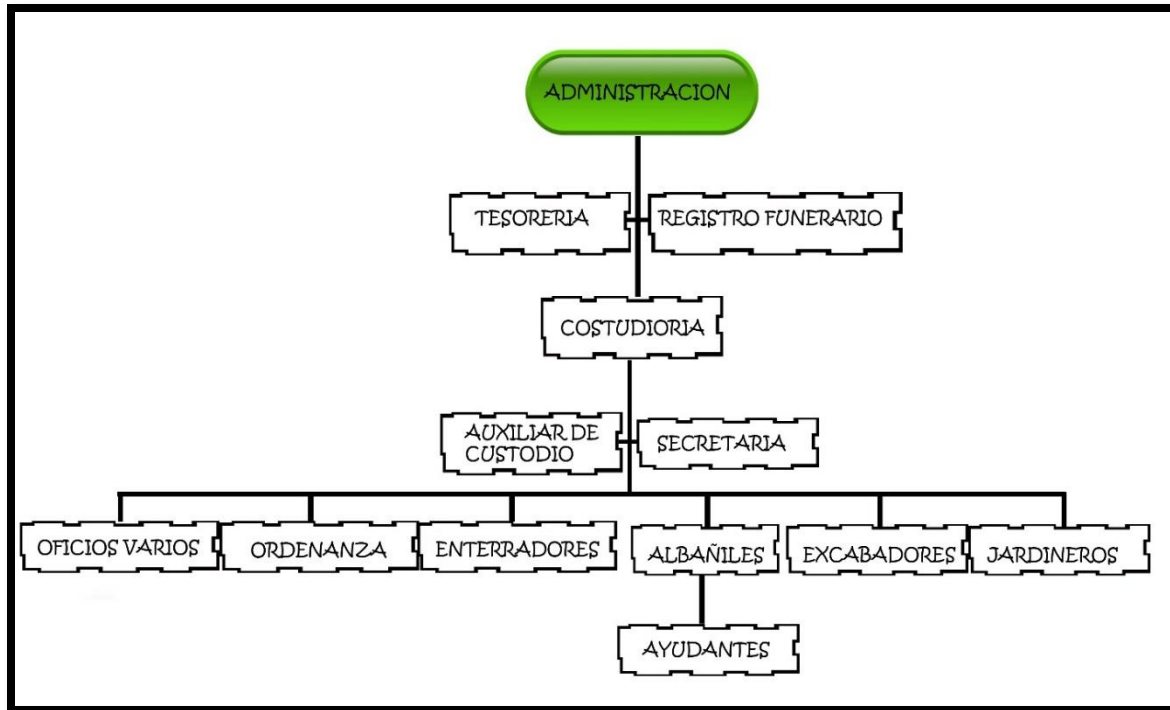 ADMINISTRACION
TESORERIA
REGISTRO FUNERARIO
COSTUDIORIA
AUXILIAR DE
CUSTODIO
SECRETARIA
OFICIOS VARIOS
ORDENANZA
ENTERRADORES
ALBAÑILES
EXCABADORES
JARDINEROS
AYUDANTES